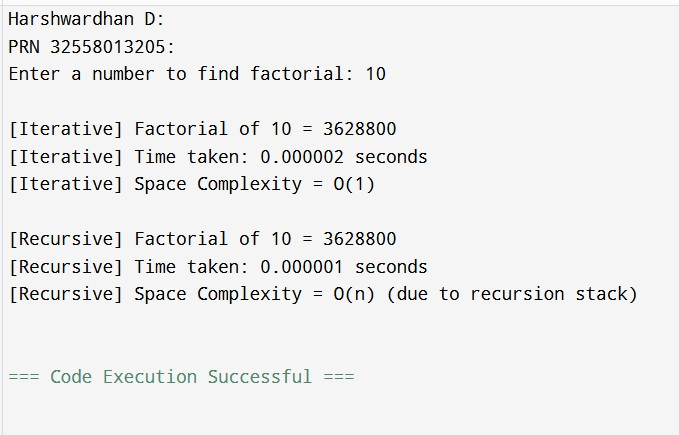 Harshwardhan D:
PRN 32558013205:
Enter a number to find factorial: 10
[Iterative] Factorial of 10 = 3628800
[Iterative] Time taken: 0.000002 seconds
[Iterative] Space Complexity = O(1)
[Recursive] Factorial of 10 = 3628800
[Recursive] Time taken: 0.000001 seconds
[Recursive] Space Complexity = O(n) (due to recursion stack)
=== Code Execution Successful ===